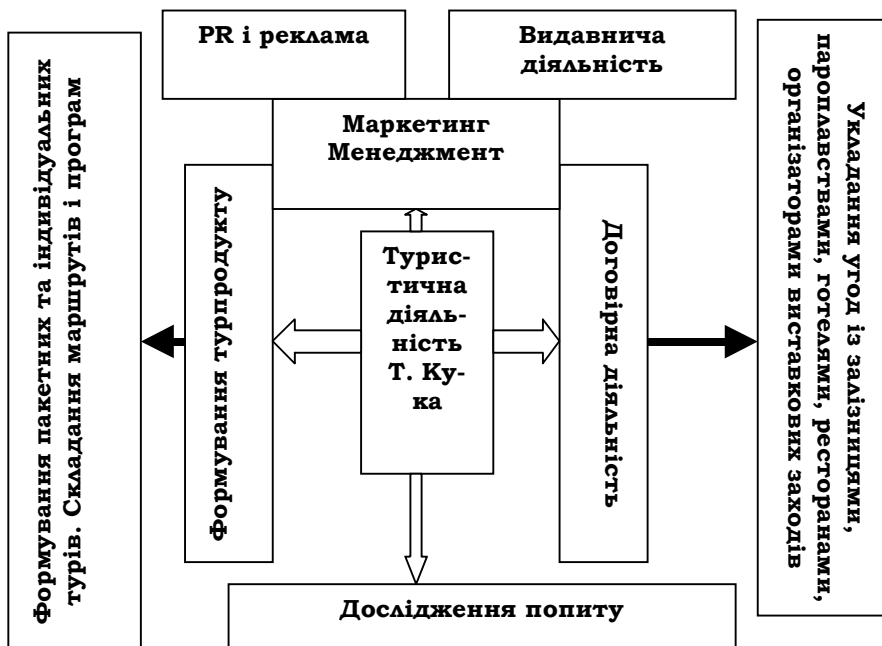 PR і реклама
Видавнича
діяльність
Маркетинг
Менеджмент
Формування пакетних та індивідуальних
турів. Складання маршрутів і програм
Формування турпродукту
Турис-
тична
діяль-
ність
Т. Ку-
ка
Договірна діяльність
Укладання угод із залізницями,
пароплавствами, готелями, ресторанами,
організаторами виставкових заходів
Дослідження попиту